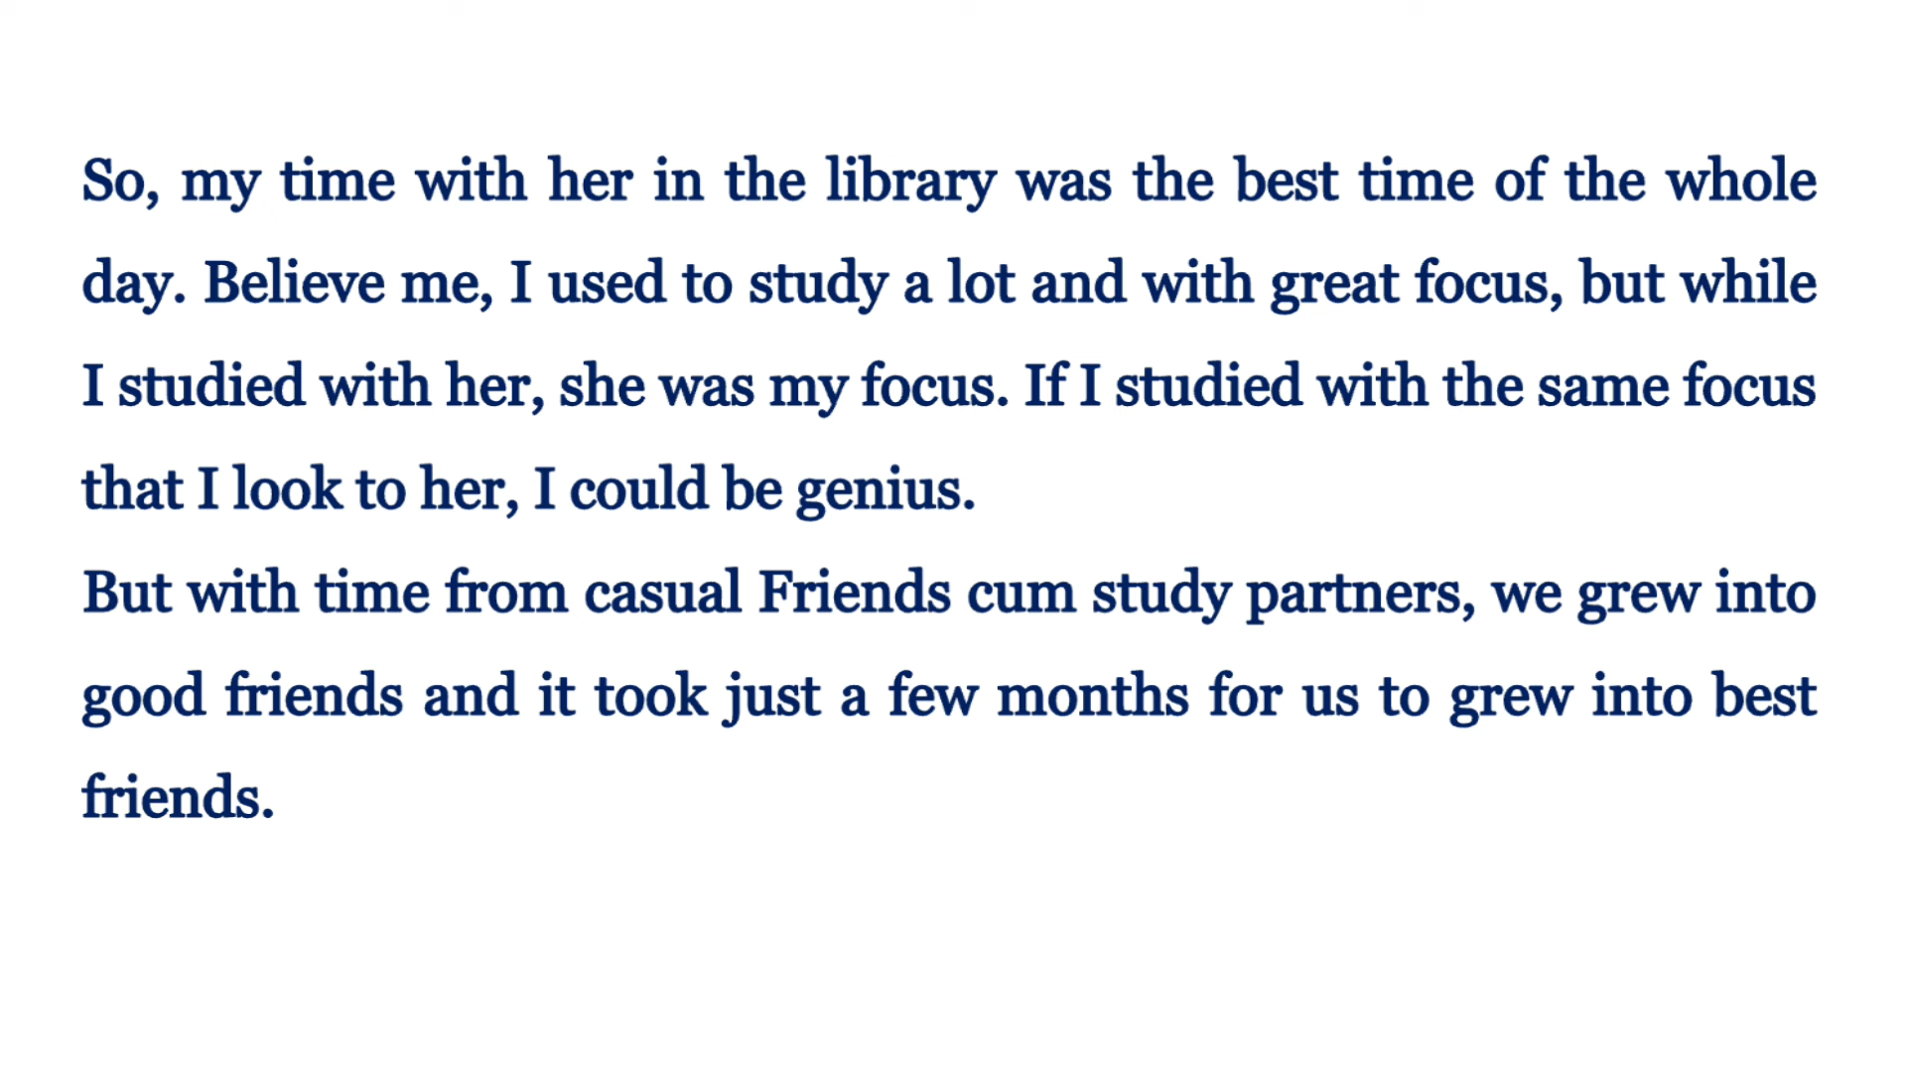 So, my time with her in the library was the best time of the whole
day. Believe me, I used to study a lot and with great focus, but while
I studied with her, she was my focus. If I studied with the same focus
that I look to her, I could be genius.
But with time from casual Friends cum study partners, we grew into
good friends and it took just a few months for us to grew into best
friends.